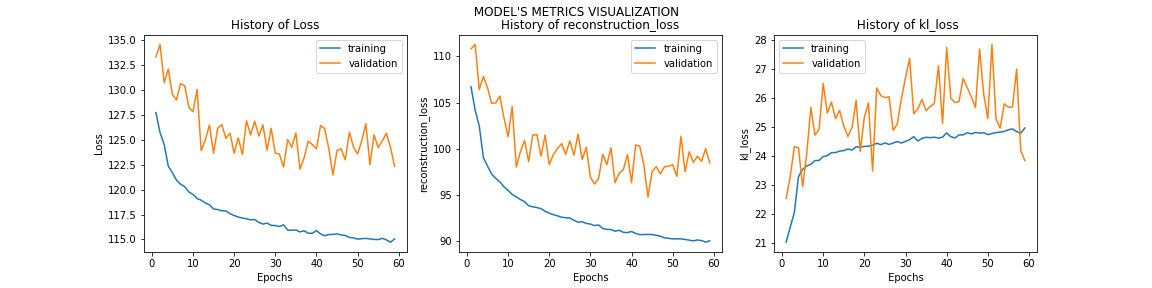 MODEL'S METRICS VISUALIZATION
History of Loss
135.0
132.5
130.0
127.5
125.0
122.5
120.0
117.5
115.0
Loss
0 10 20 30 40 50 60
Epochs
training
validation
History of reconstruction_loss
110
105
100
95
90
reconstruction_loss
0 10 20 30 40 50 60
Epochs
training
validation
History of kl_loss
28
27
26
25
24
23
22
21
kl_loss
0 10 20 30 40 50 60
Epochs
training
validation